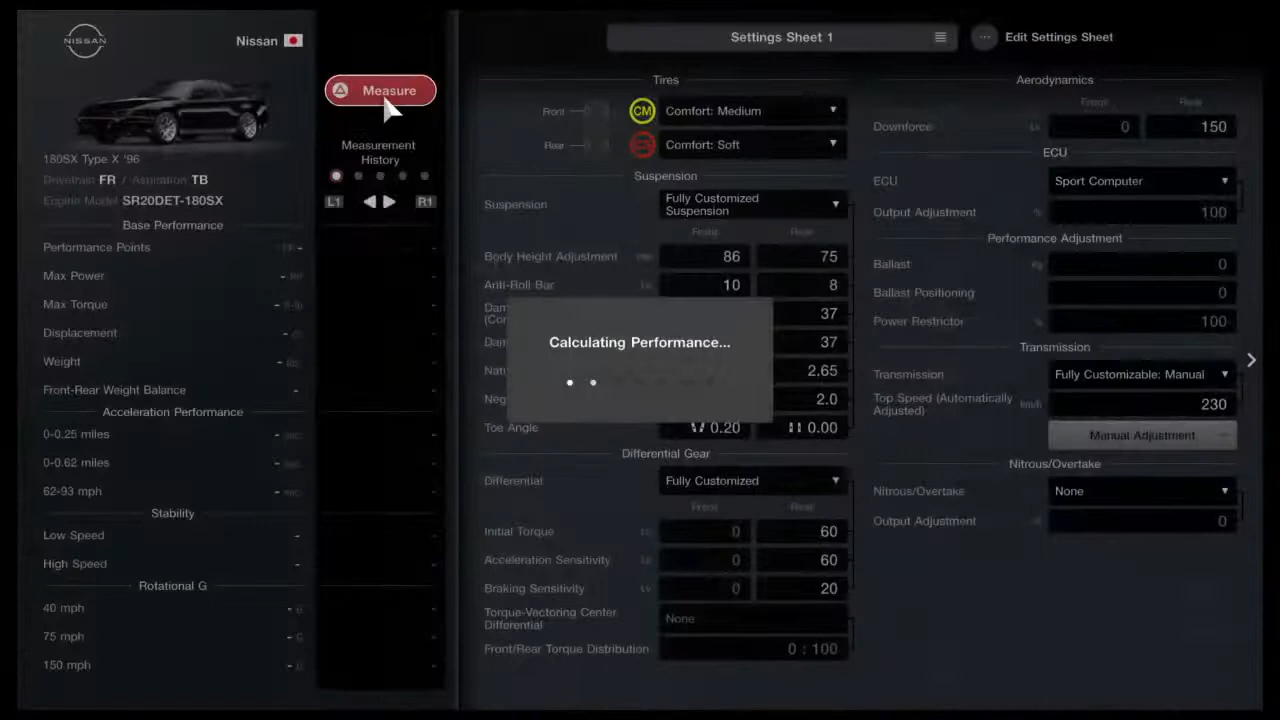 NISSAN
Nissan
180SX Type X '96
Drivetrain FR / Aspiration TB
Engine Model SR20DET-180SX
Base Performance
Performance Points -
Max Power -
Max Torque -
Displacement -
Weight -
Front-Rear Weight Balance -
Acceleration Performance
0-0.25 miles -
0-0.62 miles -
62-93 mph -
Stability
Low Speed -
High Speed -
Rotational G
40 mph - G
75 mph - G
150 mph - G
Measure
Measurement
History
L1 R1
Settings Sheet 1
Edit Settings Sheet
Tires
Front CM Comfort: Medium
Rear Comfort: Soft
Suspension
Suspension Fully Customized
Suspension
Front Rear
Body Height Adjustment mm 86 75
Anti-Roll Bar Lv. 10 8
37
37
2.65
2.0
Toe Angle 0.20 0.00
Calculating Performance...
Differential Gear
Differential Fully Customized
Front Rear
Initial Torque Lv. 0 60
Acceleration Sensitivity Lv. 0 60
Braking Sensitivity Lv. 0 20
Torque-Vectoring Center
Differential None
Front/Rear Torque Distribution 0 : 100
Aerodynamics
Front Rear
Downforce Lv. 0 150
ECU
ECU Sport Computer
Output Adjustment % 100
Performance Adjustment
Ballast kg 0
Ballast Positioning 0
Power Restrictor % 100
Transmission
Transmission Fully Customizable: Manual
Top Speed (Automatically
Adjusted) km/h 230
Manual Adjustment
Nitrous/Overtake
Nitrous/Overtake None
Output Adjustment 0